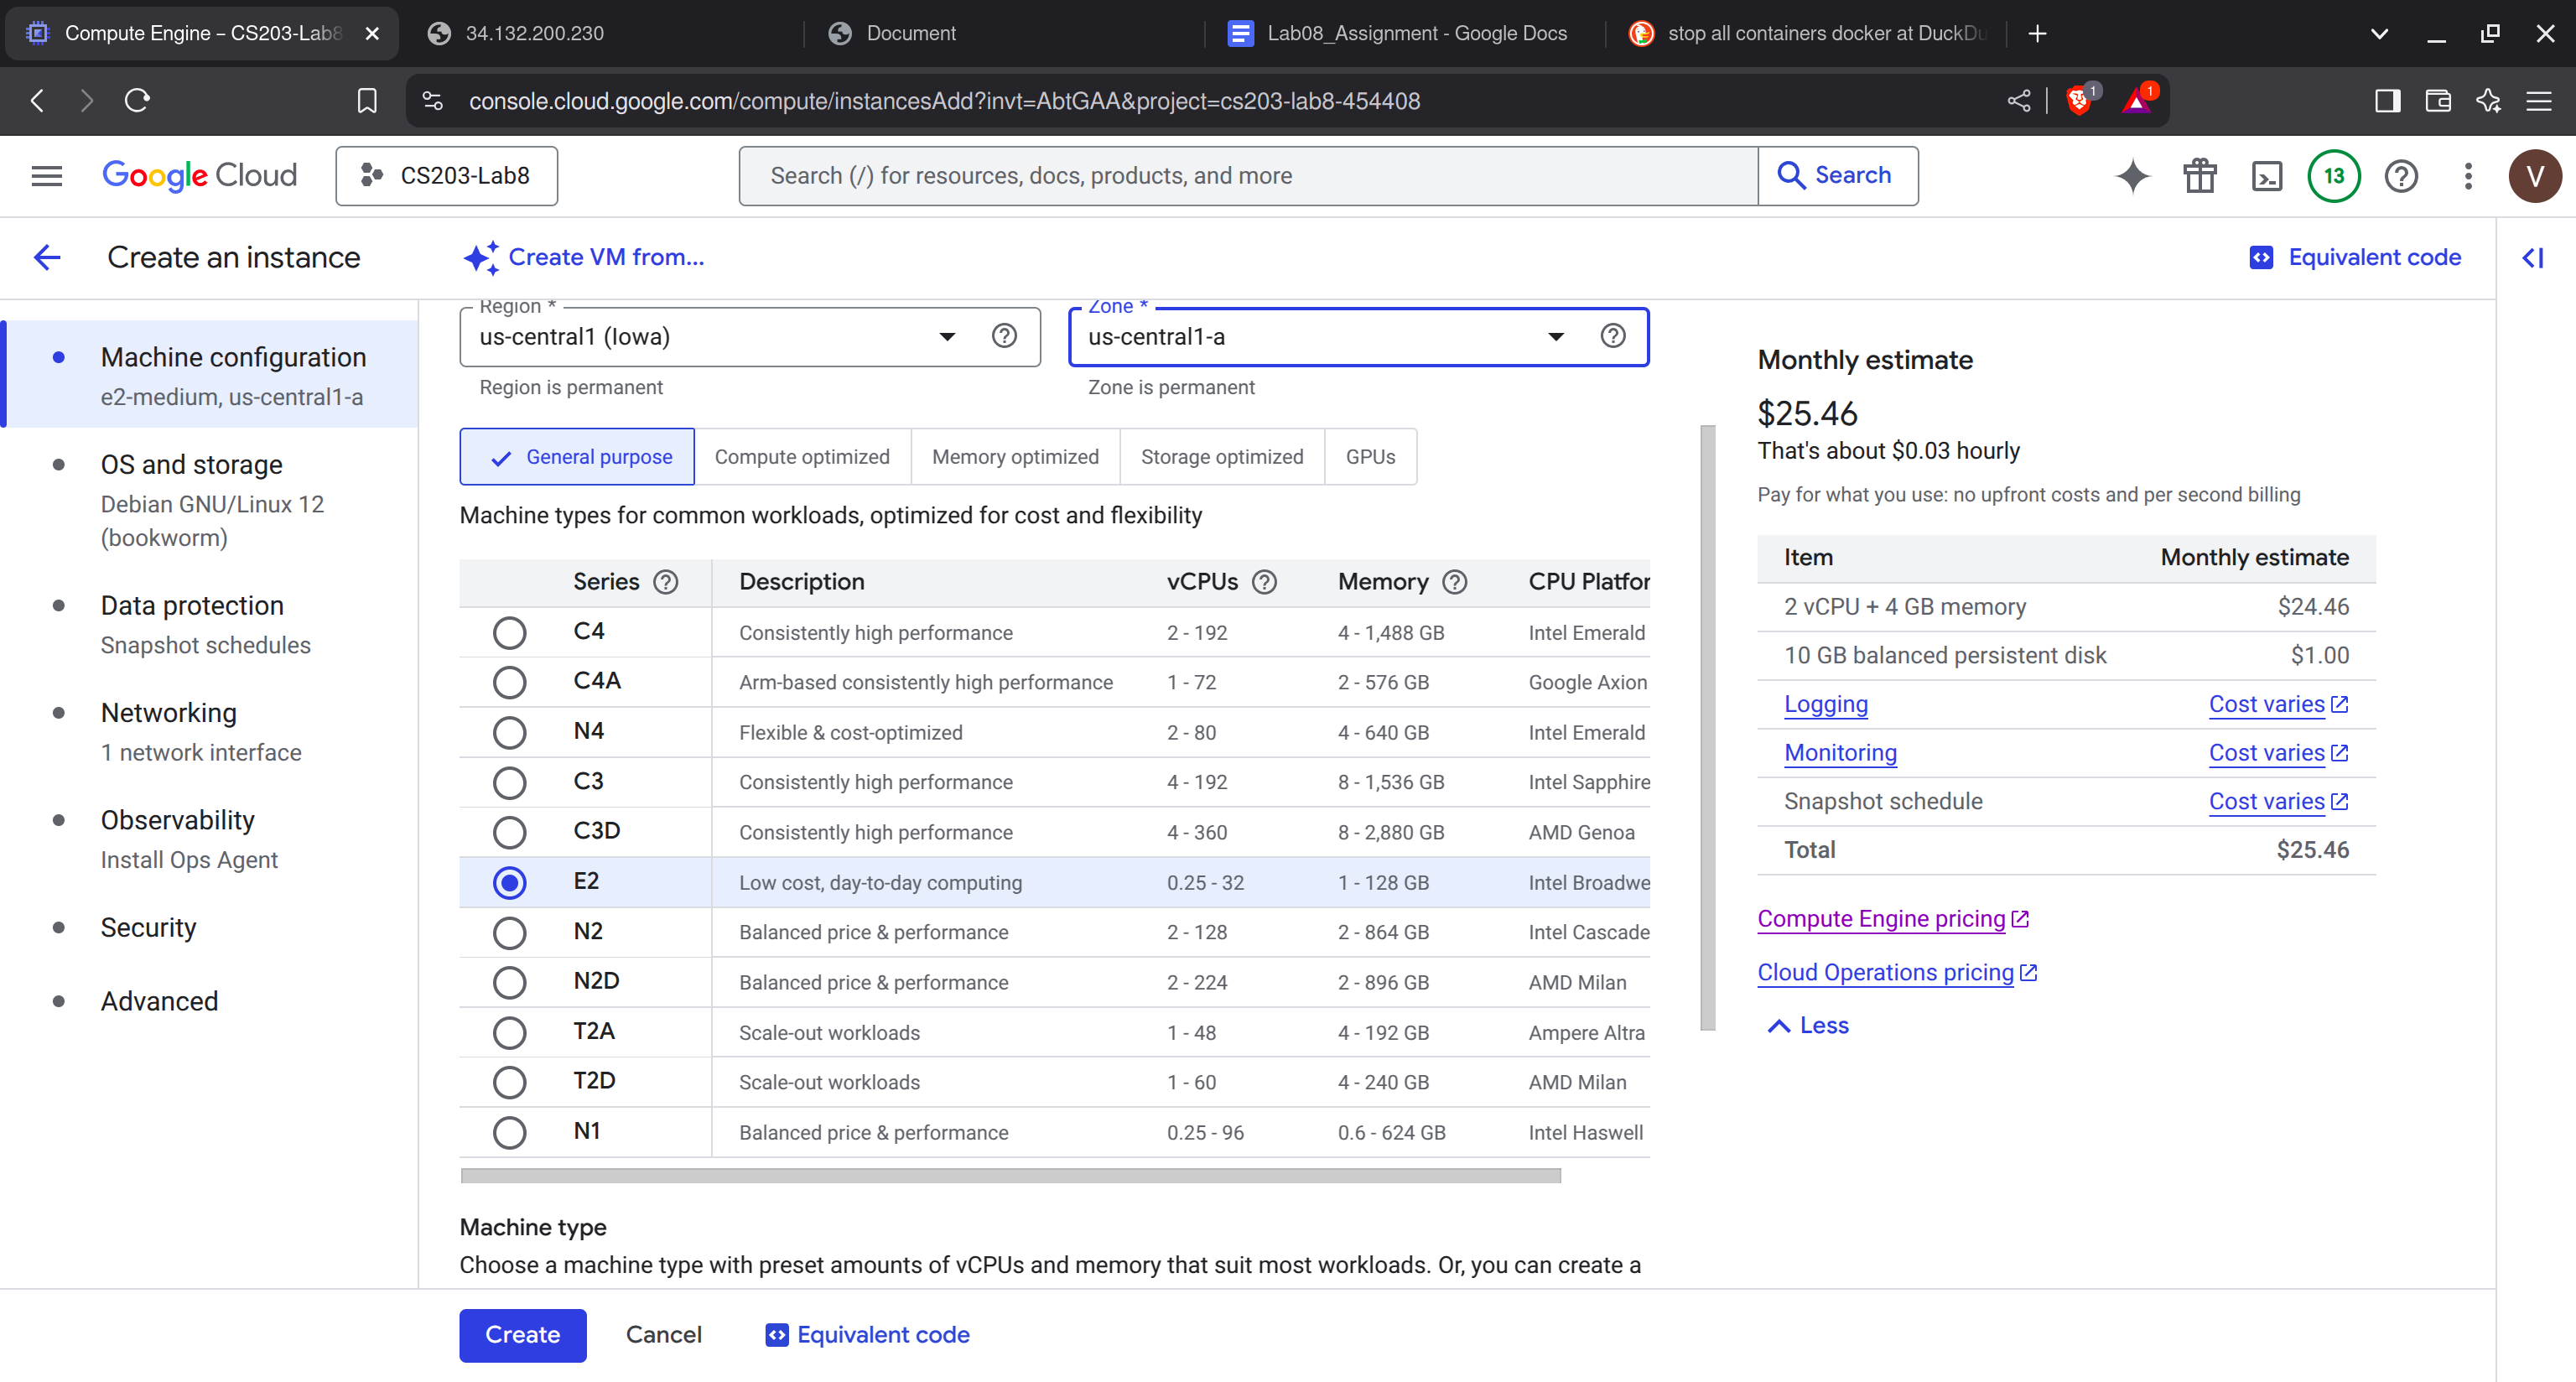 Compute Engine – CS203-Lab8
34.132.200.230
Document
Lab08_Assignment - Google Docs
stop all containers docker at DuckDu
console.cloud.google.com/compute/instancesAdd?invt=AbtGAA&project=cs203-lab8-454408
1
1
Google Cloud
CS203-Lab8
Search (/) for resources, docs, products, and more
Search
13
V
Create an instance
Create VM from...
Equivalent code
Machine configuration
e2-medium, us-central1-a
OS and storage
Debian GNU/Linux 12
(bookworm)
Data protection
Snapshot schedules
Networking
1 network interface
Observability
Install Ops Agent
Security
Advanced
Region *
us-central1 (Iowa)
Region is permanent
Zone *
us-central1-a
Zone is permanent
General purpose
Compute optimized
Memory optimized
Storage optimized
GPUs
Machine types for common workloads, optimized for cost and flexibility
Series Description vCPUs Memory CPU Platfor
C4 Consistently high performance 2 - 192 4 - 1,488 GB Intel Emerald
C4A Arm-based consistently high performance 1 - 72 2 - 576 GB Google Axion
N4 Flexible & cost-optimized 2 - 80 4 - 640 GB Intel Emerald
C3 Consistently high performance 4 - 192 8 - 1,536 GB Intel Sapphire
C3D Consistently high performance 4 - 360 8 - 2,880 GB AMD Genoa
E2 Low cost, day-to-day computing 0.25 - 32 1 - 128 GB Intel Broadwe
N2 Balanced price & performance 2 - 128 2 - 864 GB Intel Cascade
N2D Balanced price & performance 2 - 224 2 - 896 GB AMD Milan
T2A Scale-out workloads 1 - 48 4 - 192 GB Ampere Altra
T2D Scale-out workloads 1 - 60 4 - 240 GB AMD Milan
N1 Balanced price & performance 0.25 - 96 0.6 - 624 GB Intel Haswell
Machine type
Choose a machine type with preset amounts of vCPUs and memory that suit most workloads. Or, you can create a
Create
Cancel
Equivalent code
Monthly estimate
$25.46
That's about $0.03 hourly
Pay for what you use: no upfront costs and per second billing
Item Monthly estimate
2 vCPU + 4 GB memory $24.46
10 GB balanced persistent disk $1.00
Logging Cost varies
Monitoring Cost varies
Snapshot schedule Cost varies
Total $25.46
Compute Engine pricing
Cloud Operations pricing
Less